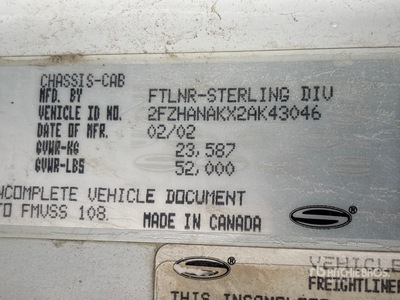 CHASSIS-CAB
MFD. BY FTLNR-STERLING DIV
VEHICLE ID NO. 2FZHANAKX2AK43046
DATE OF MFR. 02/02
GVWR-KG 23,587
GVWR-LBS 52,000
NCOMPLETE VEHICLE DOCUMENT
TO FMVSS 108.
MADE IN CANADA
VEHICLE
FREIGHTLINER
THIS INCOMPLE